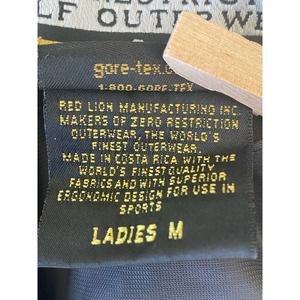 OUTERWEAR
gore-tex.c
1-800-GORE-TEX
RED LION MANUFACTURING INC.
MAKERS OF ZERO RESTRICTION
OUTERWEAR, THE WORLD'S
FINEST OUTERWEAR.
MADE IN COSTA RICA WITH THE
WORLD'S FINEST QUALITY
FABRICS AND WITH SUPERIOR
ERGONOMIC DESIGN FOR USE IN
SPORTS
LADIES M